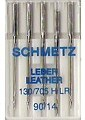 SCHMETZ
LEDER
LEATHER
130/705 H LR
90/14